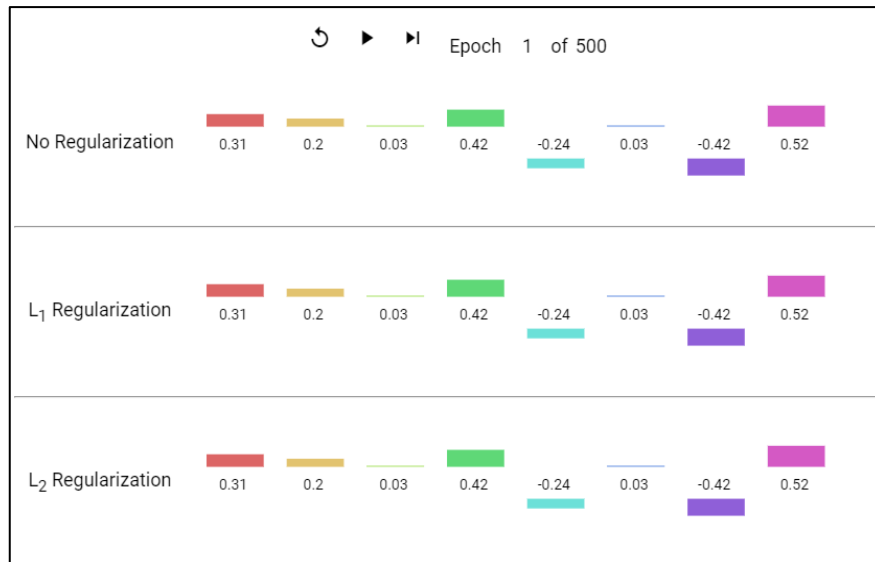 Epoch 1 of 500
No Regularization 0.31 0.2 0.03 0.42 -0.24 0.03 -0.42 0.52
L₁ Regularization 0.31 0.2 0.03 0.42 -0.24 0.03 -0.42 0.52
L₂ Regularization 0.31 0.2 0.03 0.42 -0.24 0.03 -0.42 0.52